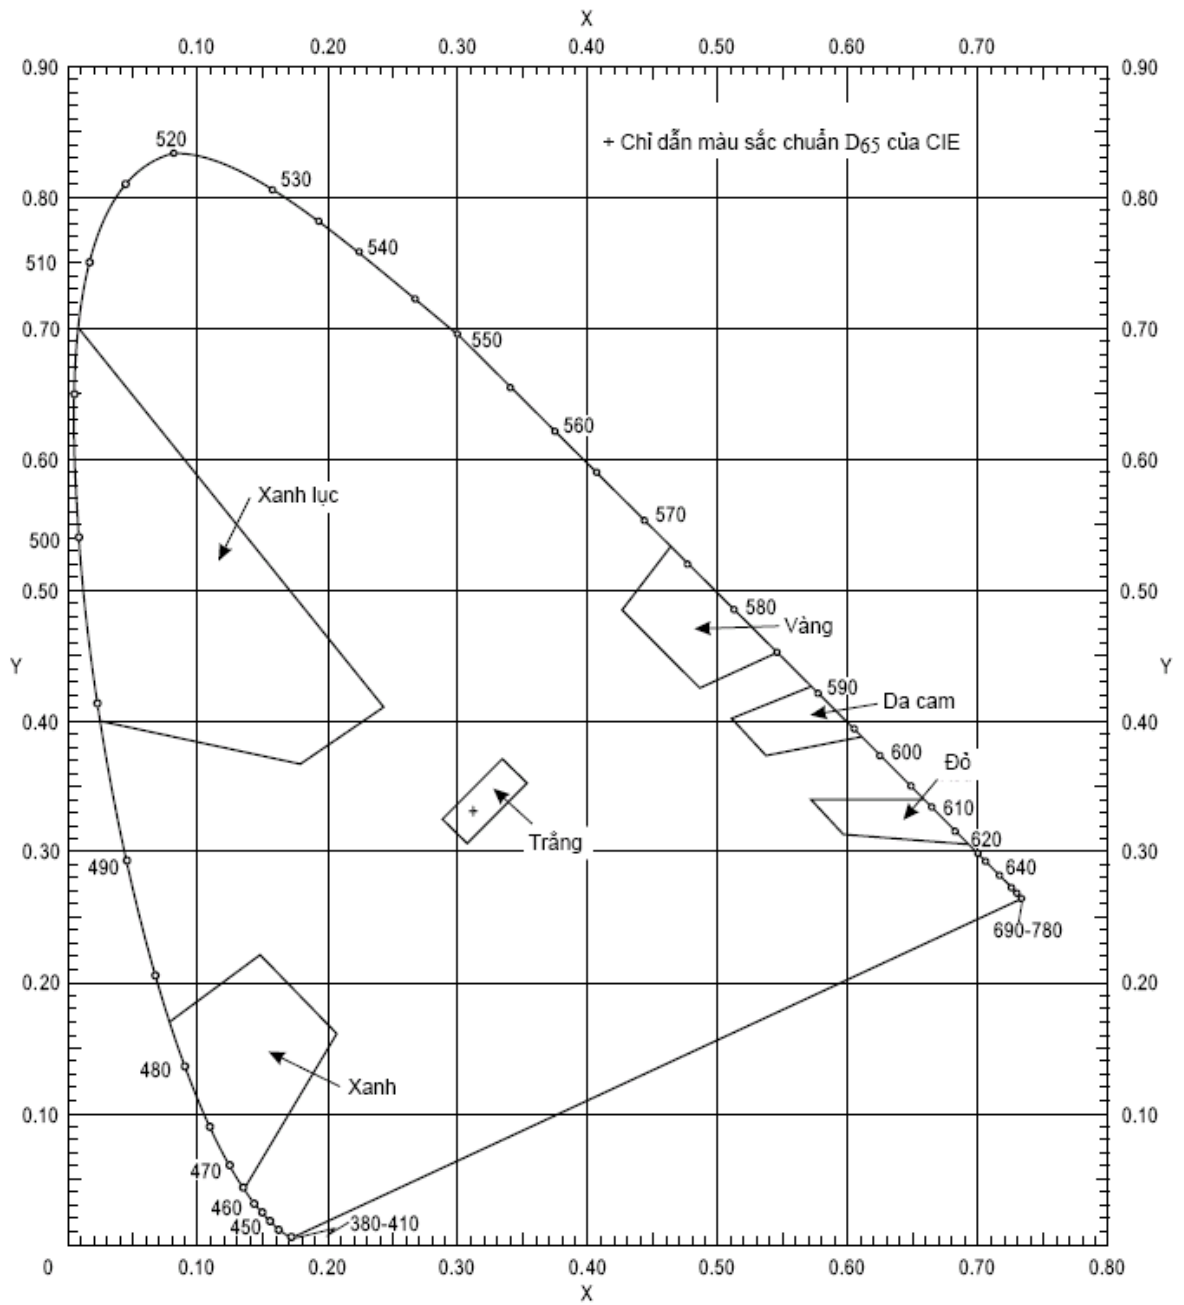 X
0.10 0.20 0.30 0.40 0.50 0.60 0.70
0.90 0.90
+ Chỉ dẫn màu sắc chuẩn D65 của CIE
520
530
0.80 0.80
540
510
0.70 0.70
550
560
0.60 0.60
Xanh lục
570
500
0.50 0.50
580
Vàng
Y Y
590
Da cam
0.40 0.40
600
Đỏ
610
620
Trắng
0.30 0.30
490
640
690-780
0.20 0.20
480
Xanh
0.10 0.10
470
460
450
380-410
0 0.10 0.20 0.30 0.40 0.50 0.60 0.70 0.80
X